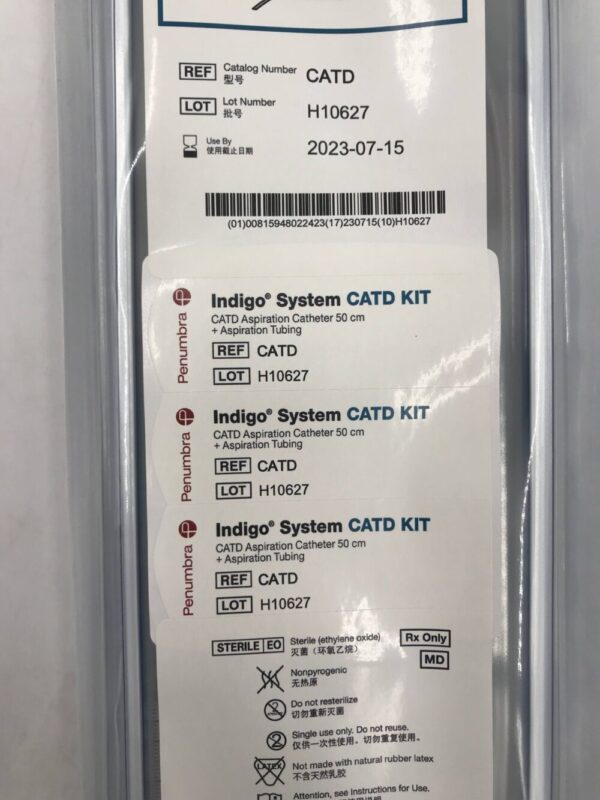 REF Catalog Number CATD
型号
LOT Lot Number H10627
批号
Use By 2023-07-15
使用截止日期
(01)00815948022423(17)230715(10)H10627
Penumbra
Indigo® System CATD KIT
CATD Aspiration Catheter 50 cm
+ Aspiration Tubing
REF CATD
LOT H10627
Penumbra
Indigo® System CATD KIT
CATD Aspiration Catheter 50 cm
+ Aspiration Tubing
REF CATD
LOT H10627
Penumbra
Indigo® System CATD KIT
CATD Aspiration Catheter 50 cm
+ Aspiration Tubing
REF CATD
LOT H10627
STERILE EO Sterile (ethylene oxide) Rx Only
灭菌（环氧乙烷）
MD
Nonpyrogenic
无热原
Do not resterilize
切勿重新灭菌
2 Single use only. Do not reuse.
仅供一次性使用。切勿重复使用。
LATEX Not made with natural rubber latex
不含天然乳胶
Attention, see Instructions for Use.